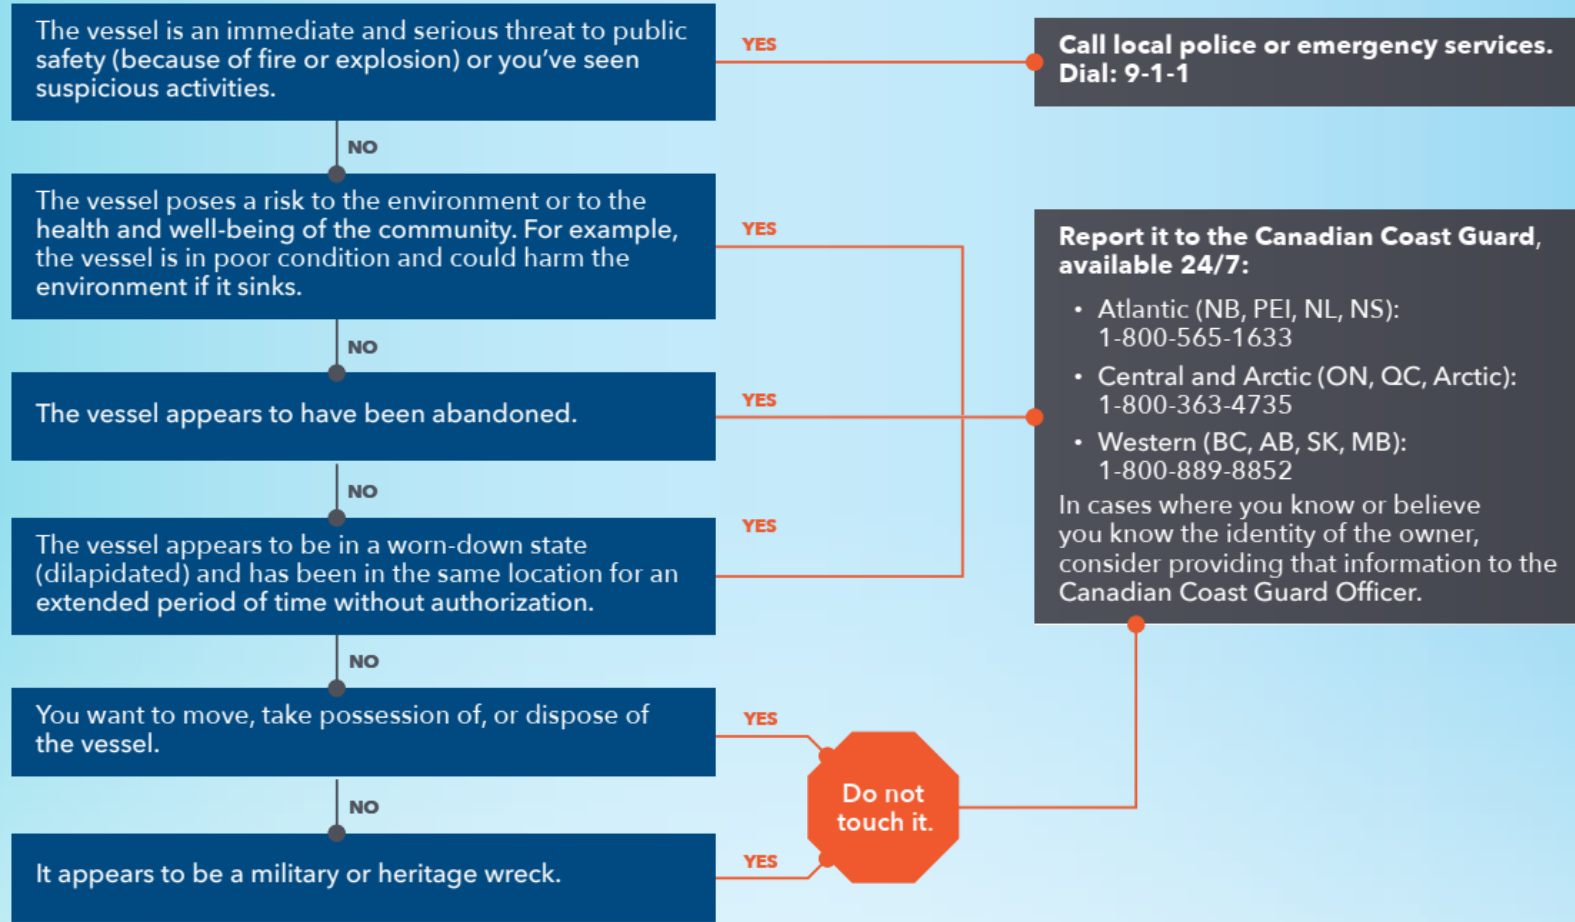 The vessel is an immediate and serious threat to public
safety (because of fire or explosion) or you've seen
suspicious activities.
YES
Call local police or emergency services.
Dial: 9-1-1
NO
The vessel poses a risk to the environment or to the
health and well-being of the community. For example,
the vessel is in poor condition and could harm the
environment if it sinks.
YES
Report it to the Canadian Coast Guard,
available 24/7:
• Atlantic (NB, PEI, NL, NS):
1-800-565-1633
• Central and Arctic (ON, QC, Arctic):
1-800-363-4735
• Western (BC, AB, SK, MB):
1-800-889-8852
In cases where you know or believe
you know the identity of the owner,
consider providing that information to the
Canadian Coast Guard Officer.
NO
The vessel appears to have been abandoned.
YES
NO
The vessel appears to be in a worn-down state
(dilapidated) and has been in the same location for an
extended period of time without authorization.
YES
NO
You want to move, take possession of, or dispose of
the vessel.
YES
Do not
touch it.
NO
It appears to be a military or heritage wreck.
YES